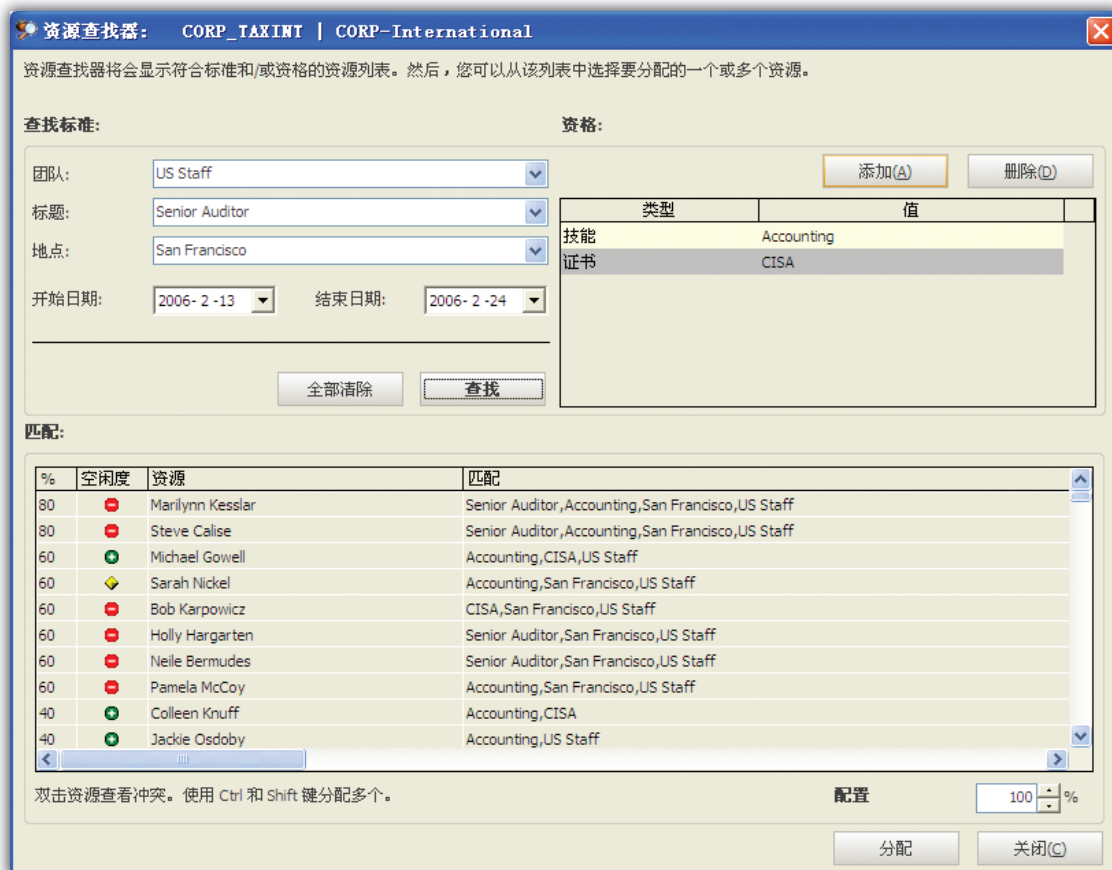 资源查找器: CORP_TAXINT | CORP-International
资源查找器将会显示符合标准和/或资格的资源列表。然后，您可以从该列表中选择要分配的一个或多个资源。
查找标准:
团队: US Staff
标题: Senior Auditor
地点: San Francisco
开始日期: 2006- 2 -13 结束日期: 2006- 2 -24
全部清除 查找
资格:
添加(A) 删除(D)
类型 值
技能 Accounting
证书 CISA
匹配:
% 空闲度 资源 匹配
80 Marilynn Kesslar Senior Auditor,Accounting,San Francisco,US Staff
80 Steve Calise Senior Auditor,Accounting,San Francisco,US Staff
60 Michael Gowell Accounting,CISA,US Staff
60 Sarah Nickel Accounting,San Francisco,US Staff
60 Bob Karpowicz CISA,San Francisco,US Staff
60 Holly Hargarten Senior Auditor,San Francisco,US Staff
60 Neile Bermudes Senior Auditor,San Francisco,US Staff
60 Pamela McCoy Accounting,San Francisco,US Staff
40 Colleen Knuff Accounting,CISA
40 Jackie Osdoby Accounting,US Staff
双击资源查看冲突。使用 Ctrl 和 Shift 键分配多个。 配置 100 %
分配 关闭(C)